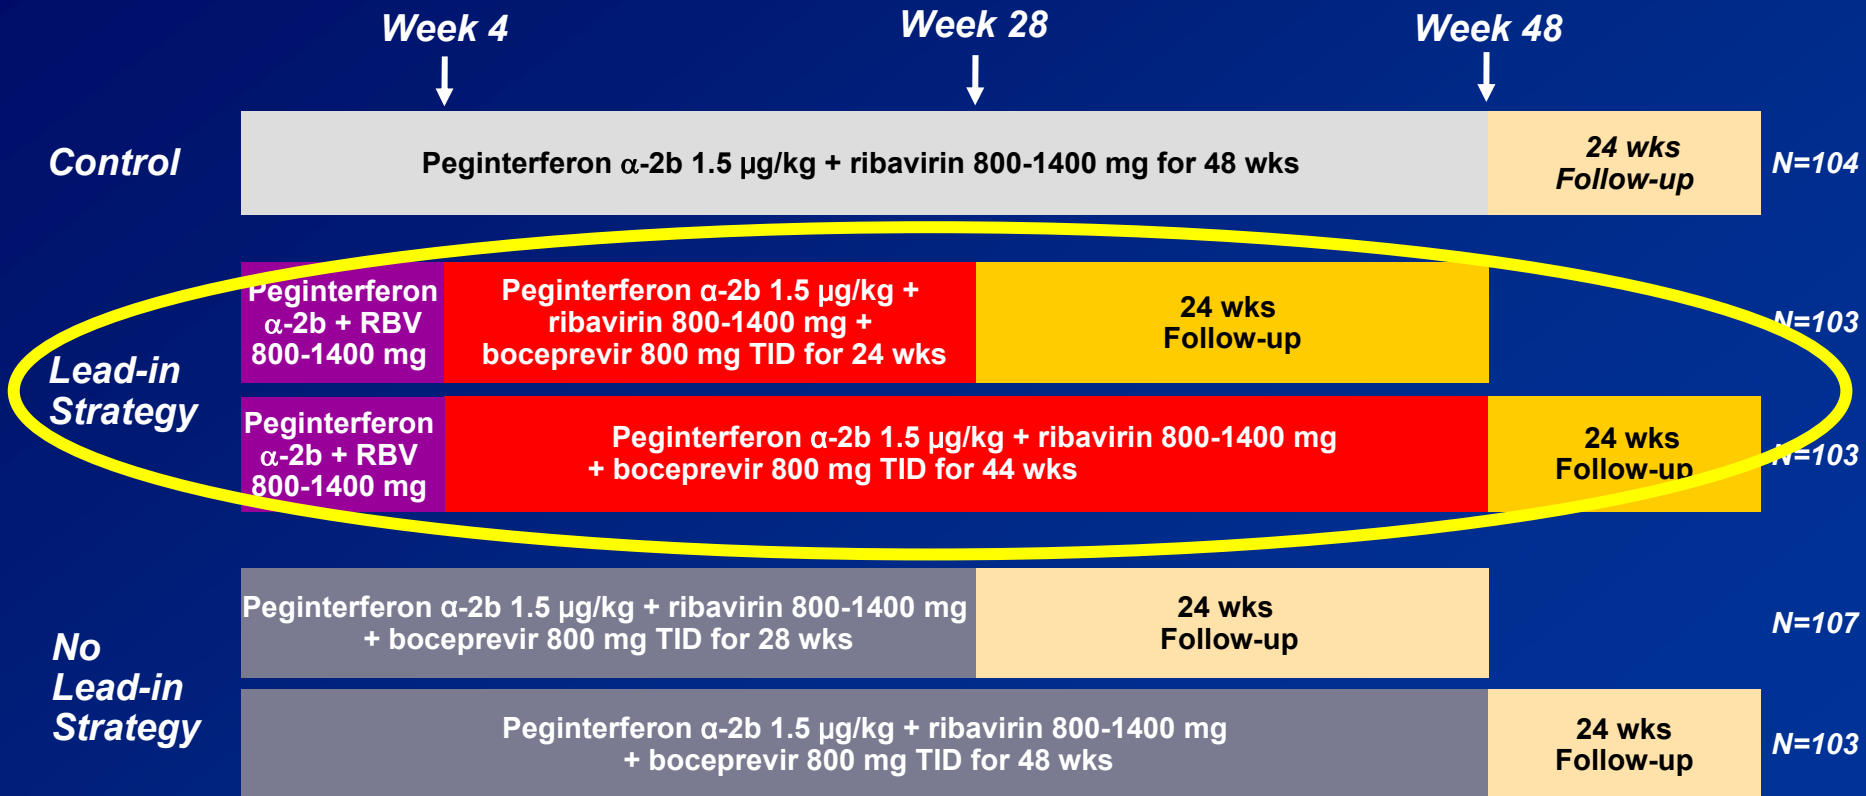 Week 4
Week 28
Week 48
Control
Peginterferon α-2b 1.5 µg/kg + ribavirin 800-1400 mg for 48 wks
24 wks
Follow-up
N=104
Lead-in
Strategy
Peginterferon
α-2b + RBV
800-1400 mg
Peginterferon α-2b 1.5 µg/kg +
ribavirin 800-1400 mg +
boceprevir 800 mg TID for 24 wks
24 wks
Follow-up
N=103
Peginterferon
α-2b + RBV
800-1400 mg
Peginterferon α-2b 1.5 µg/kg + ribavirin 800-1400 mg
+ boceprevir 800 mg TID for 44 wks
24 wks
Follow-up
N=103
No
Lead-in
Strategy
Peginterferon α-2b 1.5 µg/kg + ribavirin 800-1400 mg
+ boceprevir 800 mg TID for 28 wks
24 wks
Follow-up
N=107
Peginterferon α-2b 1.5 µg/kg + ribavirin 800-1400 mg
+ boceprevir 800 mg TID for 48 wks
24 wks
Follow-up
N=103